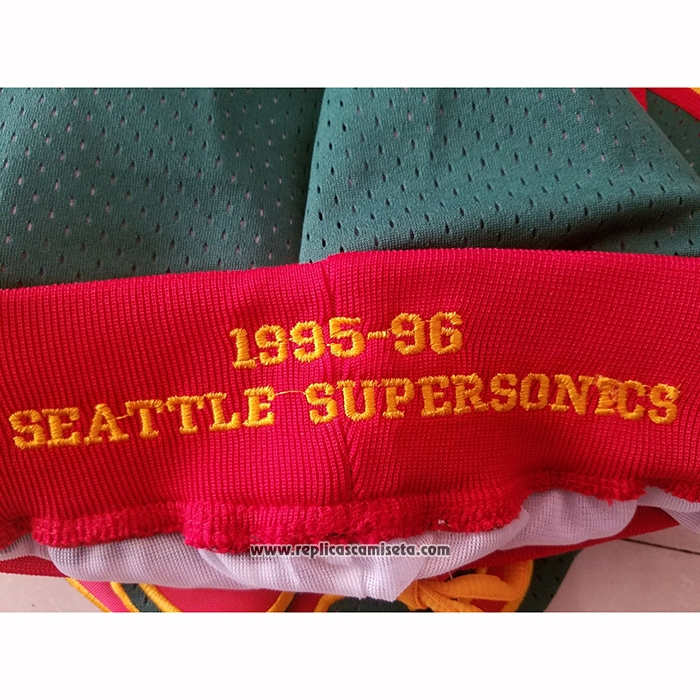 1995-96
SEATTLE SUPERSONICS
www.replicascamiseta.com